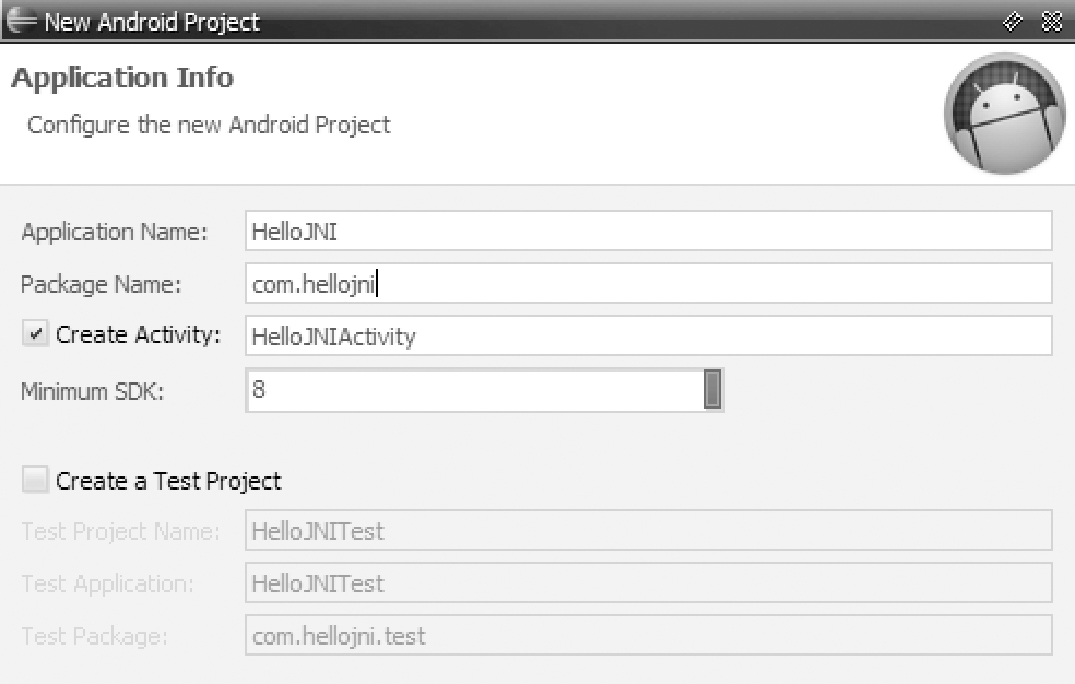 New Android Project
Application Info
Configure the new Android Project
Application Name: HelloJNI
Package Name: com.hellojni
Create Activity: HelloJNIActivity
Minimum SDK: 8
Create a Test Project
Test Project Name: HelloJNITest
Test Application: HelloJNITest
Test Package: com.hellojni.test